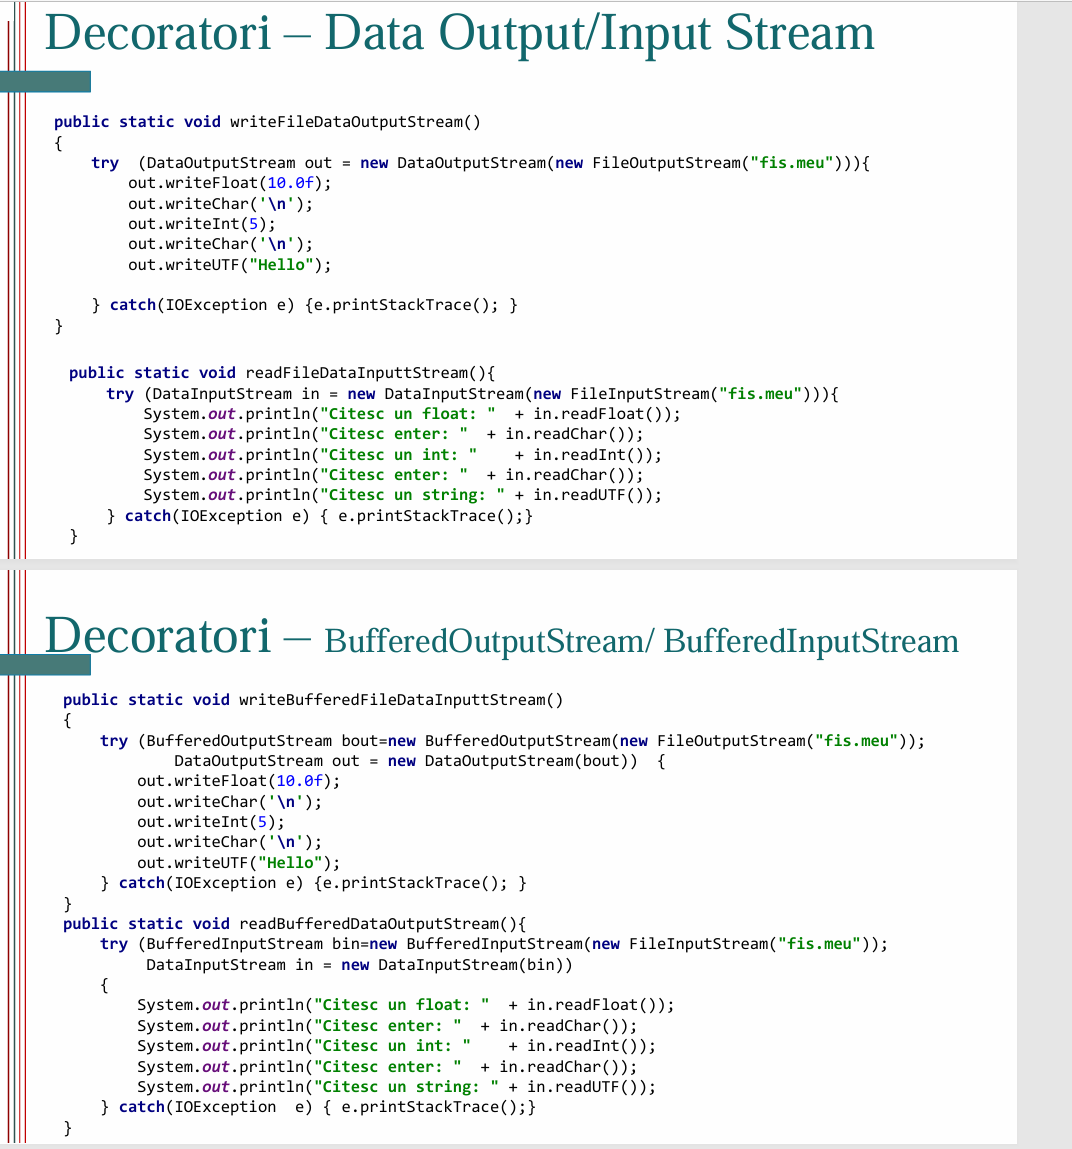 Decoratori – Data Output/Input Stream
public static void writeFileDataOutputStream()
{
try  (DataOutputStream out = new DataOutputStream(new FileOutputStream("fis.meu"))){
out.writeFloat(10.0f);
out.writeChar('\n');
out.writeInt(5);
out.writeChar('\n');
out.writeUTF("Hello");
} catch(IOException e) {e.printStackTrace(); }
}
public static void readFileDataInputtStream(){
try (DataInputStream in = new DataInputStream(new FileInputStream("fis.meu"))){
System.out.println("Citesc un float: "  + in.readFloat());
System.out.println("Citesc enter: "  + in.readChar());
System.out.println("Citesc un int: "    + in.readInt());
System.out.println("Citesc enter: "  + in.readChar());
System.out.println("Citesc un string: " + in.readUTF());
} catch(IOException e) { e.printStackTrace();}
}
Decoratori – BufferedOutputStream/ BufferedInputStream
public static void writeBufferedFileDataInputtStream()
{
try (BufferedOutputStream bout=new BufferedOutputStream(new FileOutputStream("fis.meu"));
DataOutputStream out = new DataOutputStream(bout))  {
out.writeFloat(10.0f);
out.writeChar('\n');
out.writeInt(5);
out.writeChar('\n');
out.writeUTF("Hello");
} catch(IOException e) {e.printStackTrace(); }
}
public static void readBufferedDataOutputStream(){
try (BufferedInputStream bin=new BufferedInputStream(new FileInputStream("fis.meu"));
DataInputStream in = new DataInputStream(bin))
{
System.out.println("Citesc un float: "  + in.readFloat());
System.out.println("Citesc enter: "  + in.readChar());
System.out.println("Citesc un int: "    + in.readInt());
System.out.println("Citesc enter: "  + in.readChar());
System.out.println("Citesc un string: " + in.readUTF());
} catch(IOException  e) { e.printStackTrace();}
}